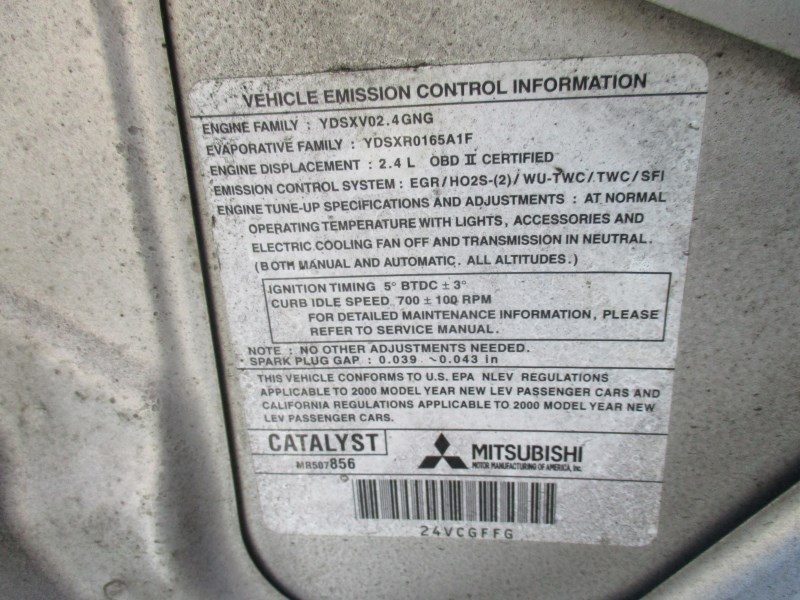 VEHICLE EMISSION CONTROL INFORMATION
ENGINE FAMILY : YDSXV02.4GNG
EVAPORATIVE FAMILY : YDSXR0165A1F
ENGINE DISPLACEMENT : 2.4 L OBD II CERTIFIED
EMISSION CONTROL SYSTEM : EGR/HO2S-(2)/WU-TWC/TWC/SFI
ENGINE TUNE-UP SPECIFICATIONS AND ADJUSTMENTS : AT NORMAL
OPERATING TEMPERATURE WITH LIGHTS, ACCESSORIES AND
ELECTRIC COOLING FAN OFF AND TRANSMISSION IN NEUTRAL.
(BOTH MANUAL AND AUTOMATIC. ALL ALTITUDES.)
IGNITION TIMING 5° BTDC ± 3°
CURB IDLE SPEED 700 ± 100 RPM
FOR DETAILED MAINTENANCE INFORMATION, PLEASE
REFER TO SERVICE MANUAL.
NOTE : NO OTHER ADJUSTMENTS NEEDED.
• SPARK PLUG GAP : 0.039 ~0.043 in
THIS VEHICLE CONFORMS TO U.S. EPA NLEV REGULATIONS
APPLICABLE TO 2000 MODEL YEAR NEW LEV PASSENGER CARS AND
CALIFORNIA REGULATIONS APPLICABLE TO 2000 MODEL YEAR NEW
LEV PASSENGER CARS.
CATALYST
MR507856
MITSUBISHI
MOTOR MANUFACTURING OF AMERICA, Inc.
24VCGFFG